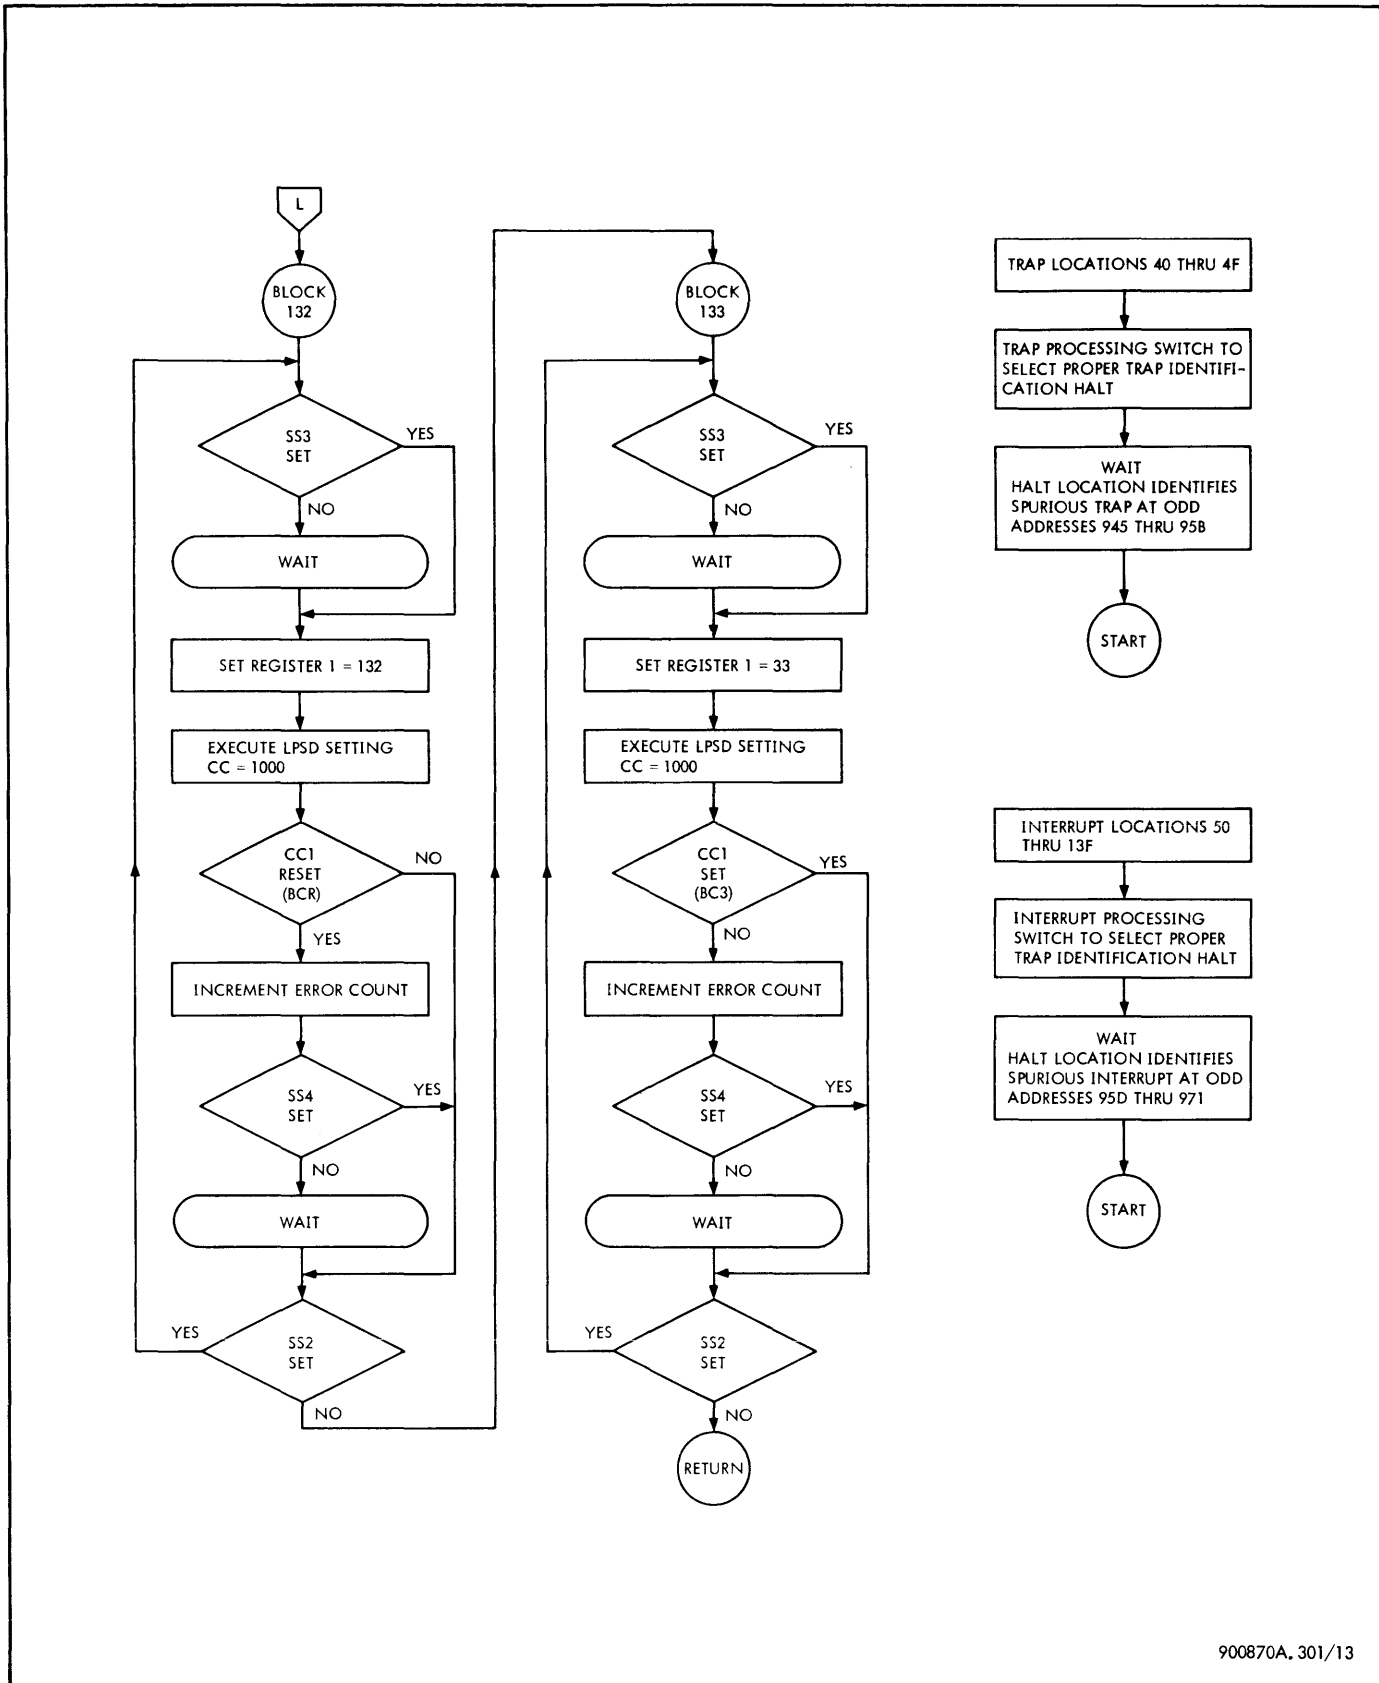 L
BLOCK
132
SS3
SET
YES
NO
WAIT
SET REGISTER 1 = 132
EXECUTE LPSD SETTING
CC = 1000
CC1
RESET
(BCR)
NO
YES
INCREMENT ERROR COUNT
SS4
SET
YES
NO
WAIT
YES
SS2
SET
NO
BLOCK
133
SS3
SET
YES
NO
WAIT
SET REGISTER 1 = 33
EXECUTE LPSD SETTING
CC = 1000
CC1
SET
(BC3)
YES
NO
INCREMENT ERROR COUNT
SS4
SET
YES
NO
WAIT
YES
SS2
SET
NO
RETURN
TRAP LOCATIONS 40 THRU 4F
TRAP PROCESSING SWITCH TO
SELECT PROPER TRAP IDENTIFI-
CATION HALT
WAIT
HALT LOCATION IDENTIFIES
SPURIOUS TRAP AT ODD
ADDRESSES 945 THRU 95B
START
INTERRUPT LOCATIONS 50
THRU 13F
INTERRUPT PROCESSING
SWITCH TO SELECT PROPER
TRAP IDENTIFICATION HALT
WAIT
HALT LOCATION IDENTIFIES
SPURIOUS INTERRUPT AT ODD
ADDRESSES 95D THRU 971
START
900870A. 301/13